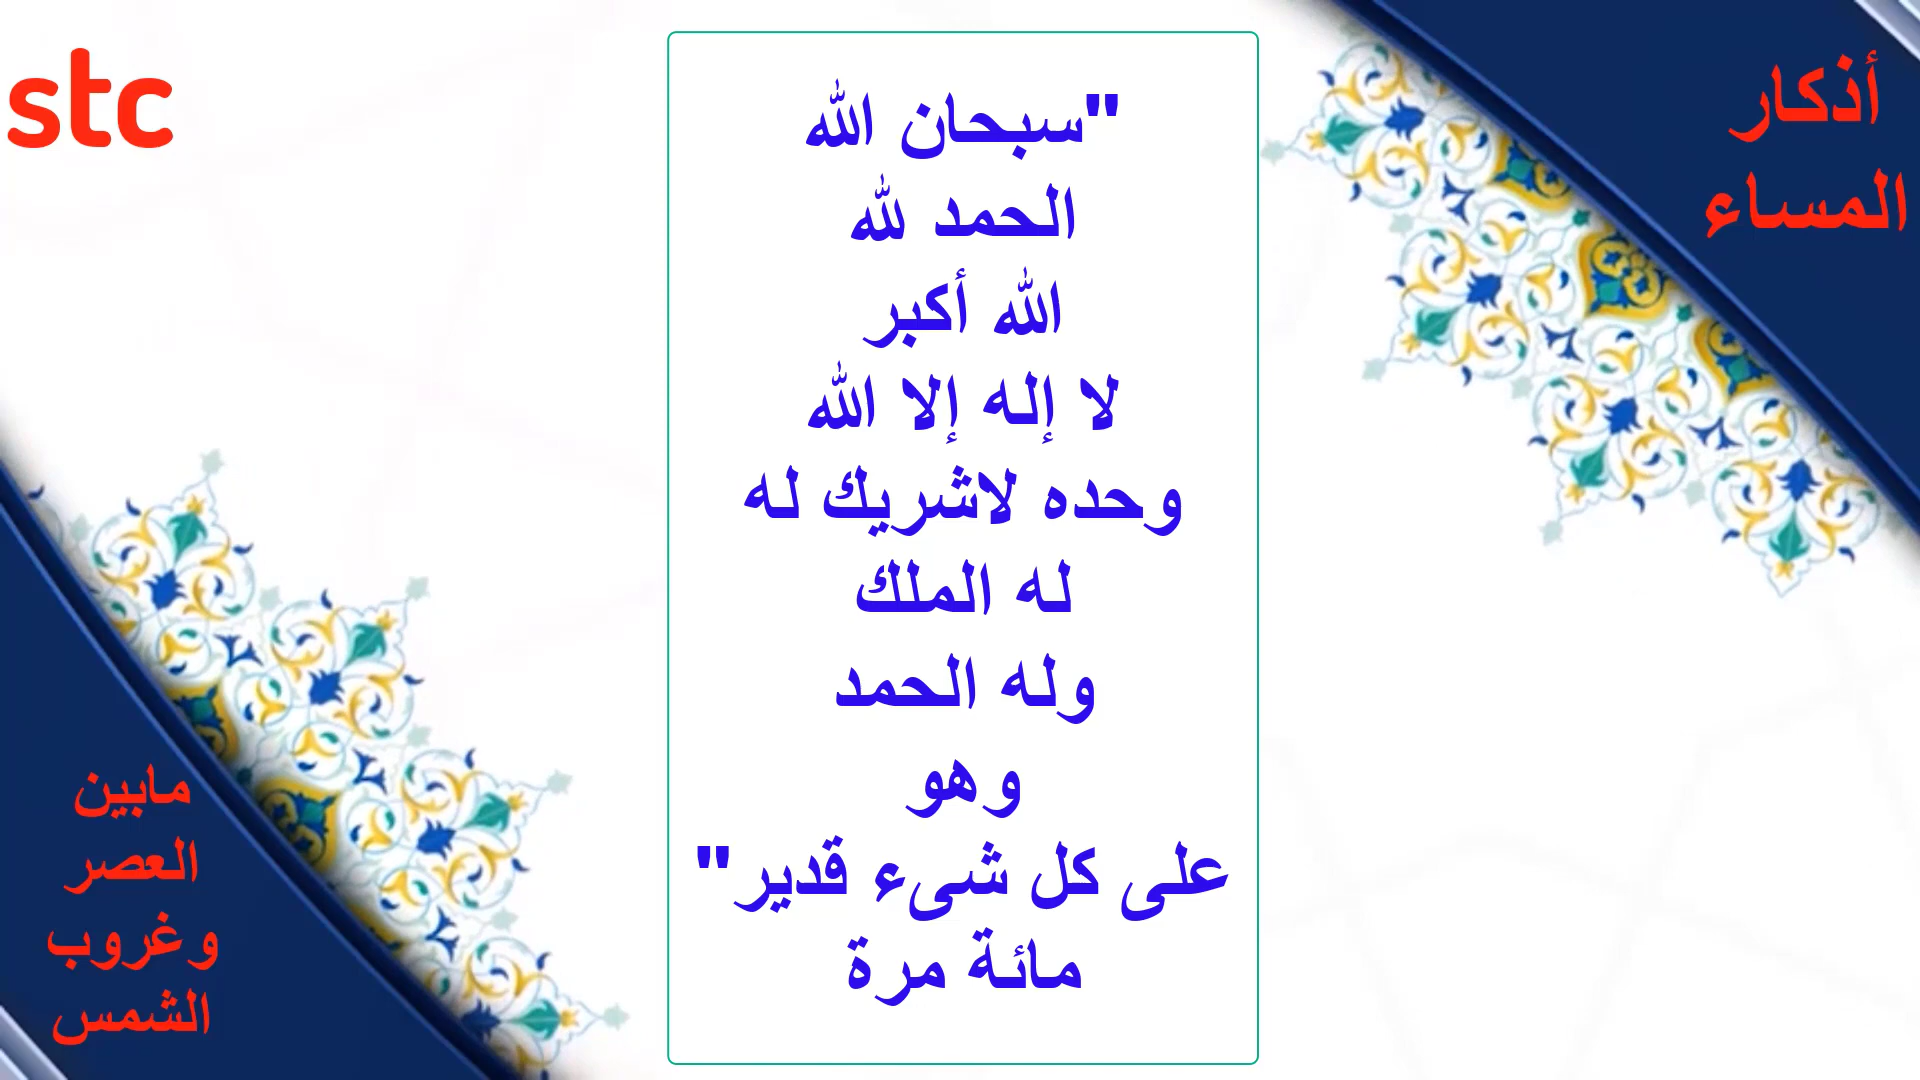 stc
أذكار
المساء
"سبحان الله
الحمد لله
الله أكبر
لا إله إلا الله
وحده لاشريك له
له الملك
وله الحمد
وهو
على كل شىء قدير"
مائة مرة
مابين
العصر
وغروب
الشمس